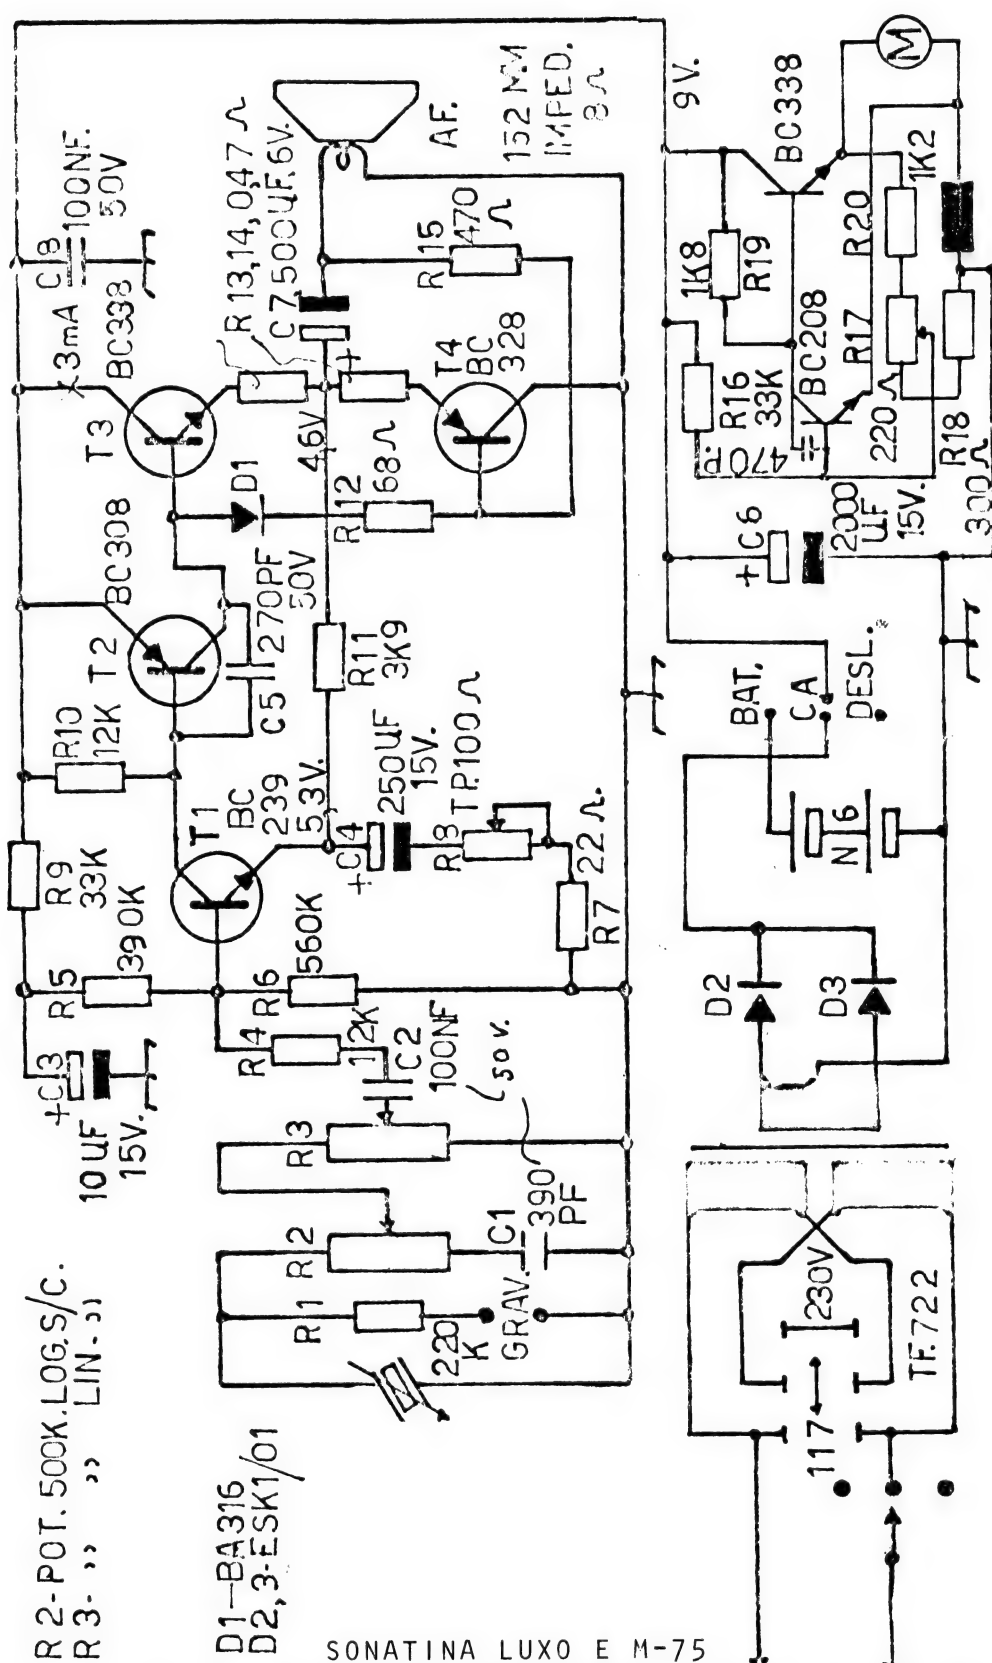 R2-POT. 500K. LOG. S/C.
R3- ,, ,, LIN. ,,
D1-BA316
D2,3-ESK1/01
+C3
10UF
15V.
R5
390K
R9
33K
R10
12K
T2
BC308
T3
BC338
3mA
C8
100NF.
50V
T1
BC
239
5,3V.
C5
270PF
50V
D1
R12
68Ω
4,6V
R13,14,0,47Ω
C7,500UF.6V.
+
AF.
152 MM
IMPED.
8Ω
R11
3K9
T4
BC
328
R15
470
Ω
R4
12K
R6
560K
+C4
250UF
15V.
R8
TP.100Ω
R7
22Ω.
C2
100NF
50V.
R3
R2
R1
220
K
GRAV.
C1
390
PF
9V.
BC338
M
1K8
R19
R16
33K
BC208
470P.
R17
220Ω
R20
1K2
R18
300Ω
+C6
2000
UF
15V.
BAT.
CA
DESL.
N6
D2
D3
117
230V
TF.722
SONATINA LUXO E M-75